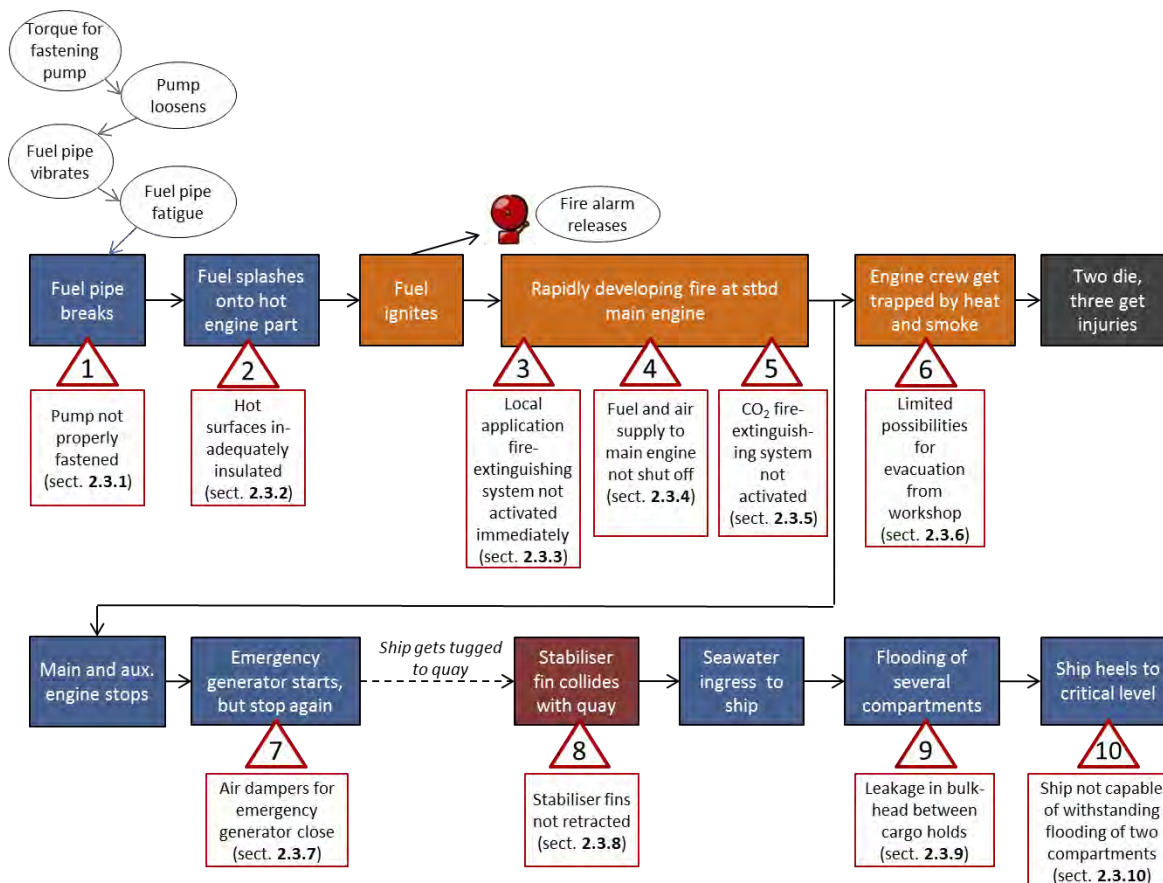 Torque for
fastening
pump
Pump
loosens
Fuel pipe
vibrates
Fuel pipe
fatigue
Fire alarm
releases
Fuel pipe
breaks
Fuel splashes
onto hot
engine part
Fuel
ignites
Rapidly developing fire at stbd
main engine
Engine crew get
trapped by heat
and smoke
Two die,
three get
injuries
1
Pump not
properly
fastened
(sect. 2.3.1)
2
Hot
surfaces in-
adequately
insulated
(sect. 2.3.2)
3
Local
application
fire-
extinguishing
system not
activated
immediately
(sect. 2.3.3)
4
Fuel and air
supply to
main engine
not shut off
(sect. 2.3.4)
5
CO₂ fire-
extinguish-
ing system
not
activated
(sect. 2.3.5)
6
Limited
possibilities
for
evacuation
from
workshop
(sect. 2.3.6)
Main and aux.
engine stops
Emergency
generator starts,
but stop again
Ship gets tugged
to quay
Stabiliser
fin collides
with quay
Seawater
ingress to
ship
Flooding of
several
compartments
Ship heels to
critical level
7
Air dampers for
emergency
generator close
(sect. 2.3.7)
8
Stabiliser fins
not retracted
(sect. 2.3.8)
9
Leakage in bulk-
head between
cargo holds
(sect. 2.3.9)
10
Ship not capable
of withstanding
flooding of two
compartments
(sect. 2.3.10)